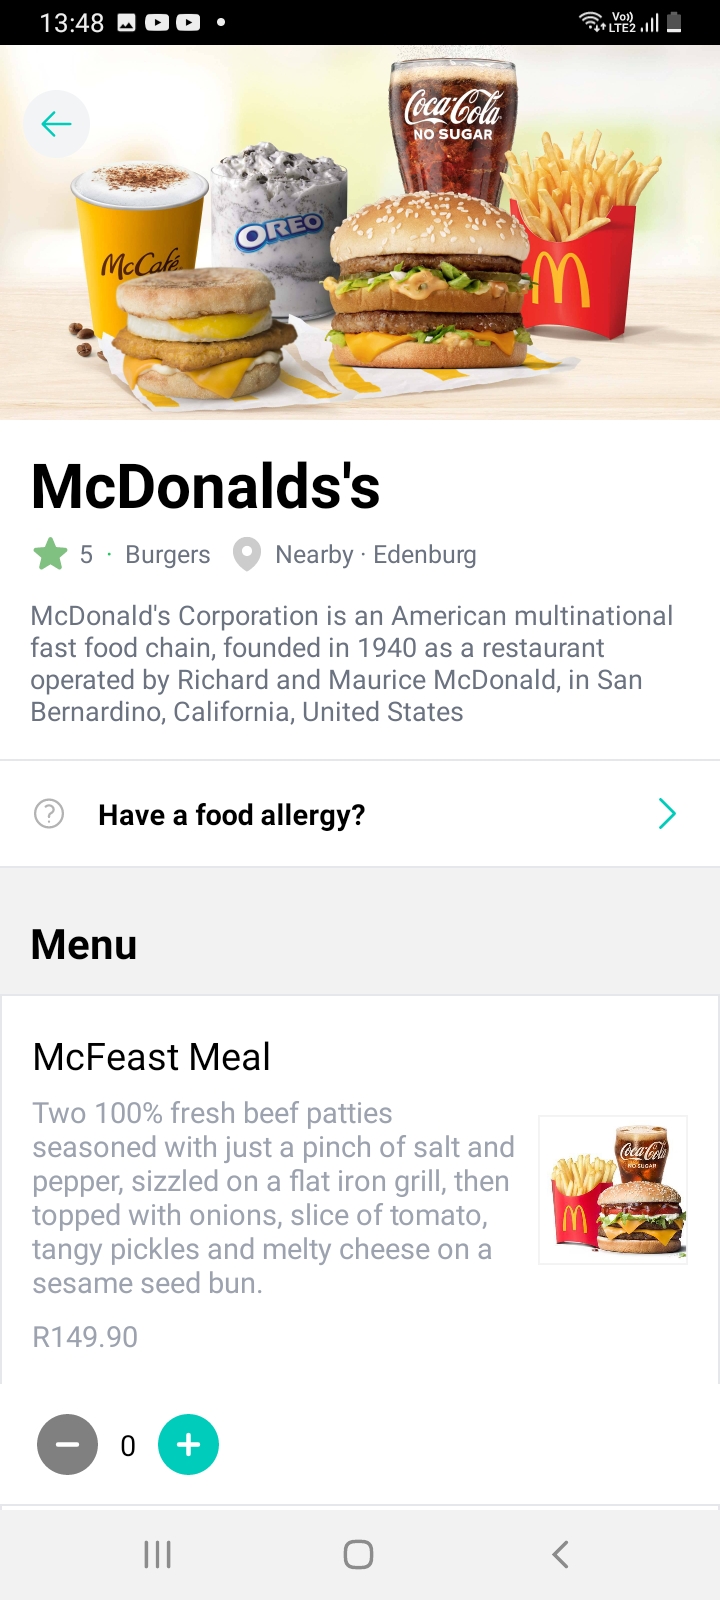 13:48
Vo))
LTE2
Coca-Cola
NO SUGAR
McCafé
OREO
McDonalds's
5 · Burgers Nearby · Edenburg
McDonald's Corporation is an American multinational
fast food chain, founded in 1940 as a restaurant
operated by Richard and Maurice McDonald, in San
Bernardino, California, United States
Have a food allergy?
Menu
McFeast Meal
Two 100% fresh beef patties
seasoned with just a pinch of salt and
pepper, sizzled on a flat iron grill, then
topped with onions, slice of tomato,
tangy pickles and melty cheese on a
sesame seed bun.
Coca-Cola
NO SUGAR
R149.90
0